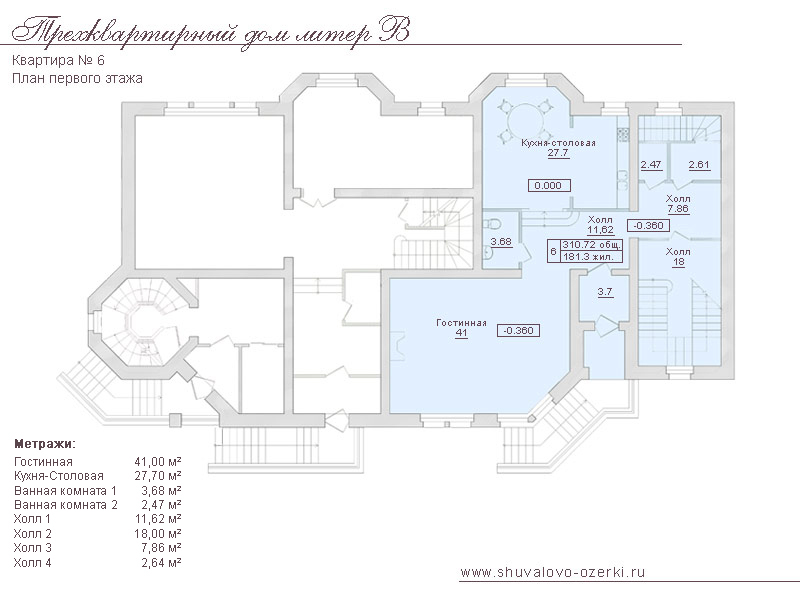 Трехквартирный дом литер В
Квартира № 6
План первого этажа
Кухня-столовая
27.7
0.000
2.47
2.61
Холл
7.86
Холл
11,62
-0.360
3.68
6
310.72 общ.
181.3 жил.
Холл
18
3.7
Гостинная
41
-0.360
Метражи:
Гостинная 41,00 м²
Кухня-Столовая 27,70 м²
Ванная комната 1 3,68 м²
Ванная комната 2 2,47 м²
Холл 1 11,62 м²
Холл 2 18,00 м²
Холл 3 7,86 м²
Холл 4 2,64 м²
www.shuvalovo-ozerki.ru